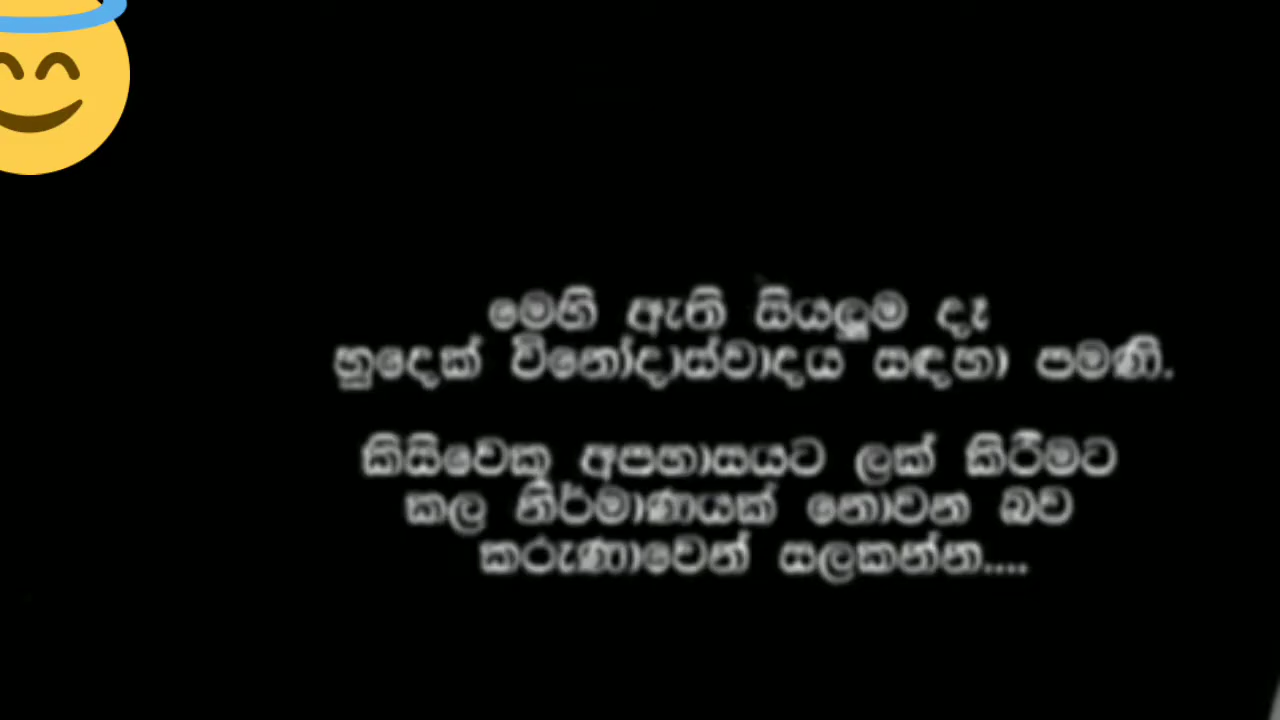 මෙහි ඇති සියලූම දෑ
හුදෙක් විනෝදාස්වාදය සඳහා පමණි.
කිසිවෙකු අපහාසයට ලක් කිරීමට
කල නිර්මාණයක් නොවන බව
කරුණාවෙන් සලකන්න....